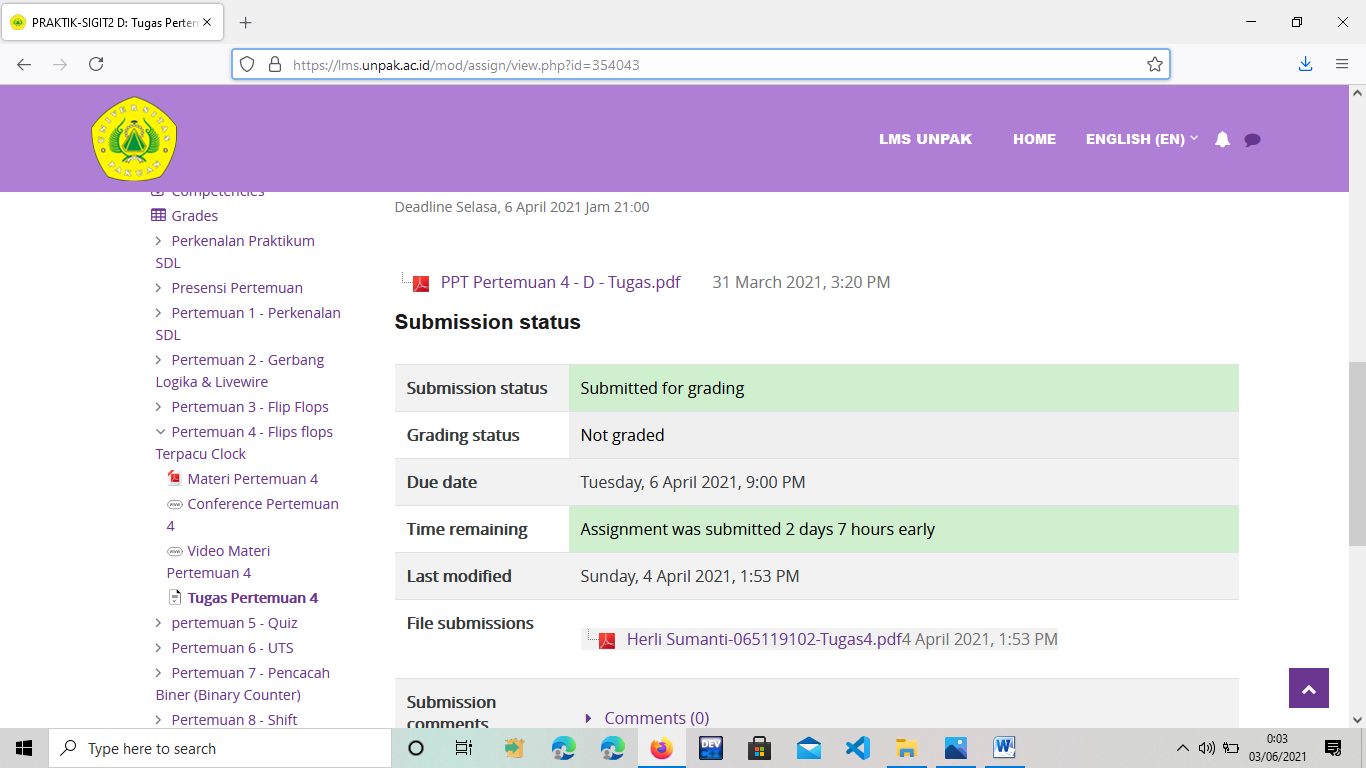 PRAKTIK-SIGIT2 D: Tugas Perten
https://lms.unpak.ac.id/mod/assign/view.php?id=354043
UNIVERSITAS
PAKUAN
LMS UNPAK
HOME
ENGLISH (EN)
Competencies
Grades
Perkenalan Praktikum
SDL
Presensi Pertemuan
Pertemuan 1 - Perkenalan
SDL
Pertemuan 2 - Gerbang
Logika & Livewire
Pertemuan 3 - Flip Flops
Pertemuan 4 - Flips flops
Terpacu Clock
Materi Pertemuan 4
Conference Pertemuan
4
Video Materi
Pertemuan 4
Tugas Pertemuan 4
pertemuan 5 - Quiz
Pertemuan 6 - UTS
Pertemuan 7 - Pencacah
Biner (Binary Counter)
Pertemuan 8 - Shift
Deadline Selasa, 6 April 2021 Jam 21:00
PPT Pertemuan 4 - D - Tugas.pdf 31 March 2021, 3:20 PM
Submission status
Submission status Submitted for grading
Grading status Not graded
Due date Tuesday, 6 April 2021, 9:00 PM
Time remaining Assignment was submitted 2 days 7 hours early
Last modified Sunday, 4 April 2021, 1:53 PM
File submissions
Herli Sumanti-065119102-Tugas4.pdf4 April 2021, 1:53 PM
Submission
comments
Comments (0)
Type here to search
DEV
0:03
03/06/2021